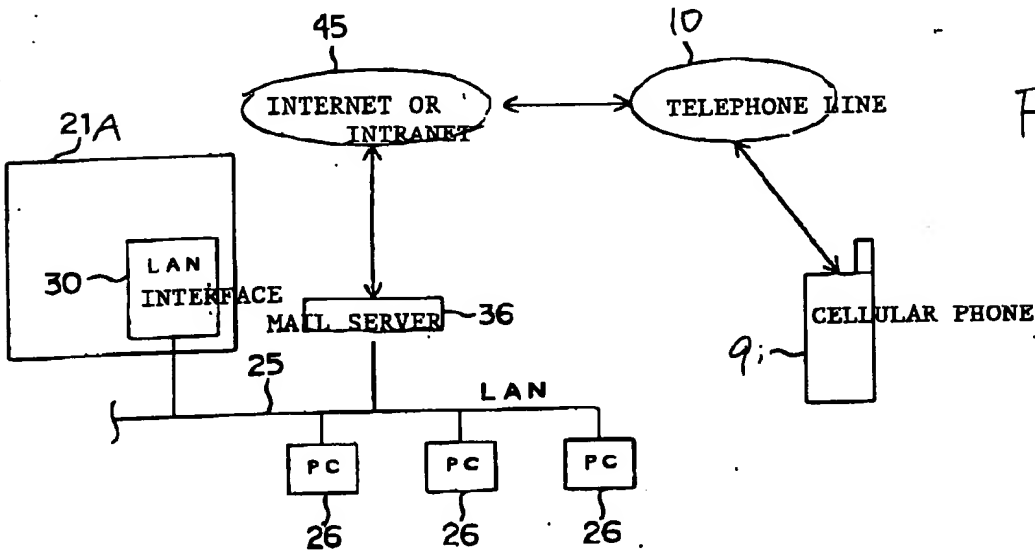 45
10
INTERNET OR
INTRANET
TELEPHONE LINE
F
21A
30
LAN
INTERFACE
MAIL SERVER
36
CELLULAR PHONE
9i
25
LAN
PC
PC
PC
26
26
26